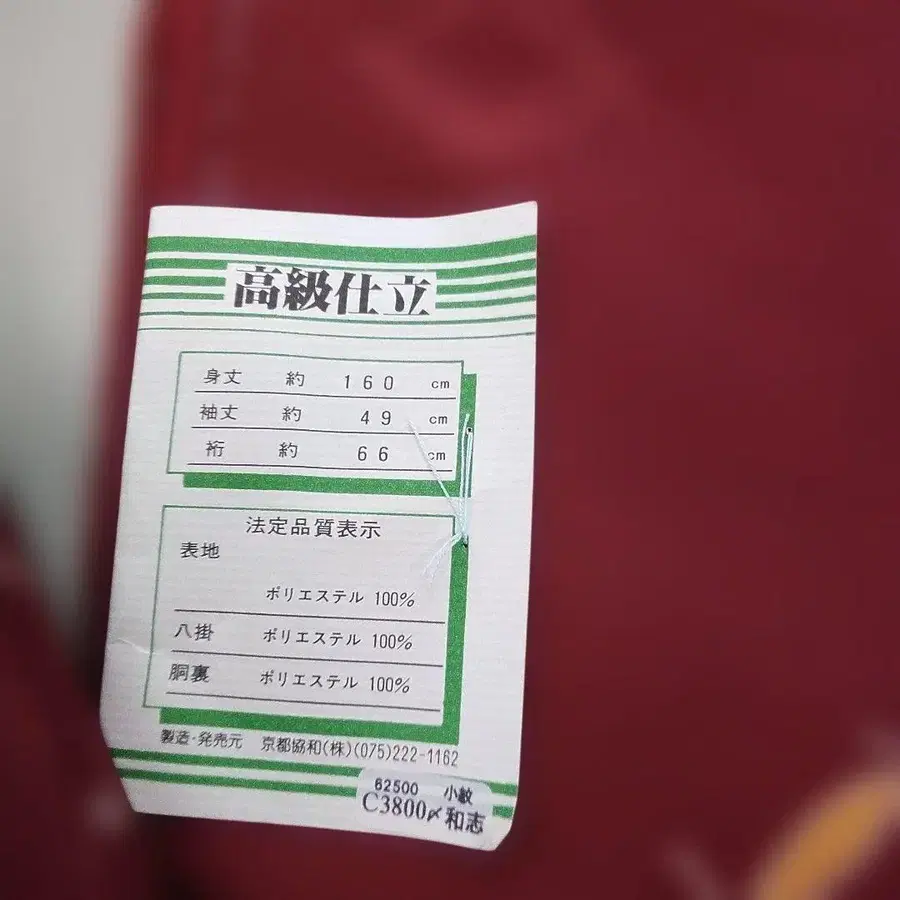 高級仕立
身丈 約 160 cm
袖丈 約 49 cm
裄 約 66 cm
法定品質表示
表地
ポリエステル 100%
八掛 ポリエステル 100%
胴裏 ポリエステル 100%
製造・発売元 京都協和(株)(075)222-1162
62500 小紋
C3800〆和志